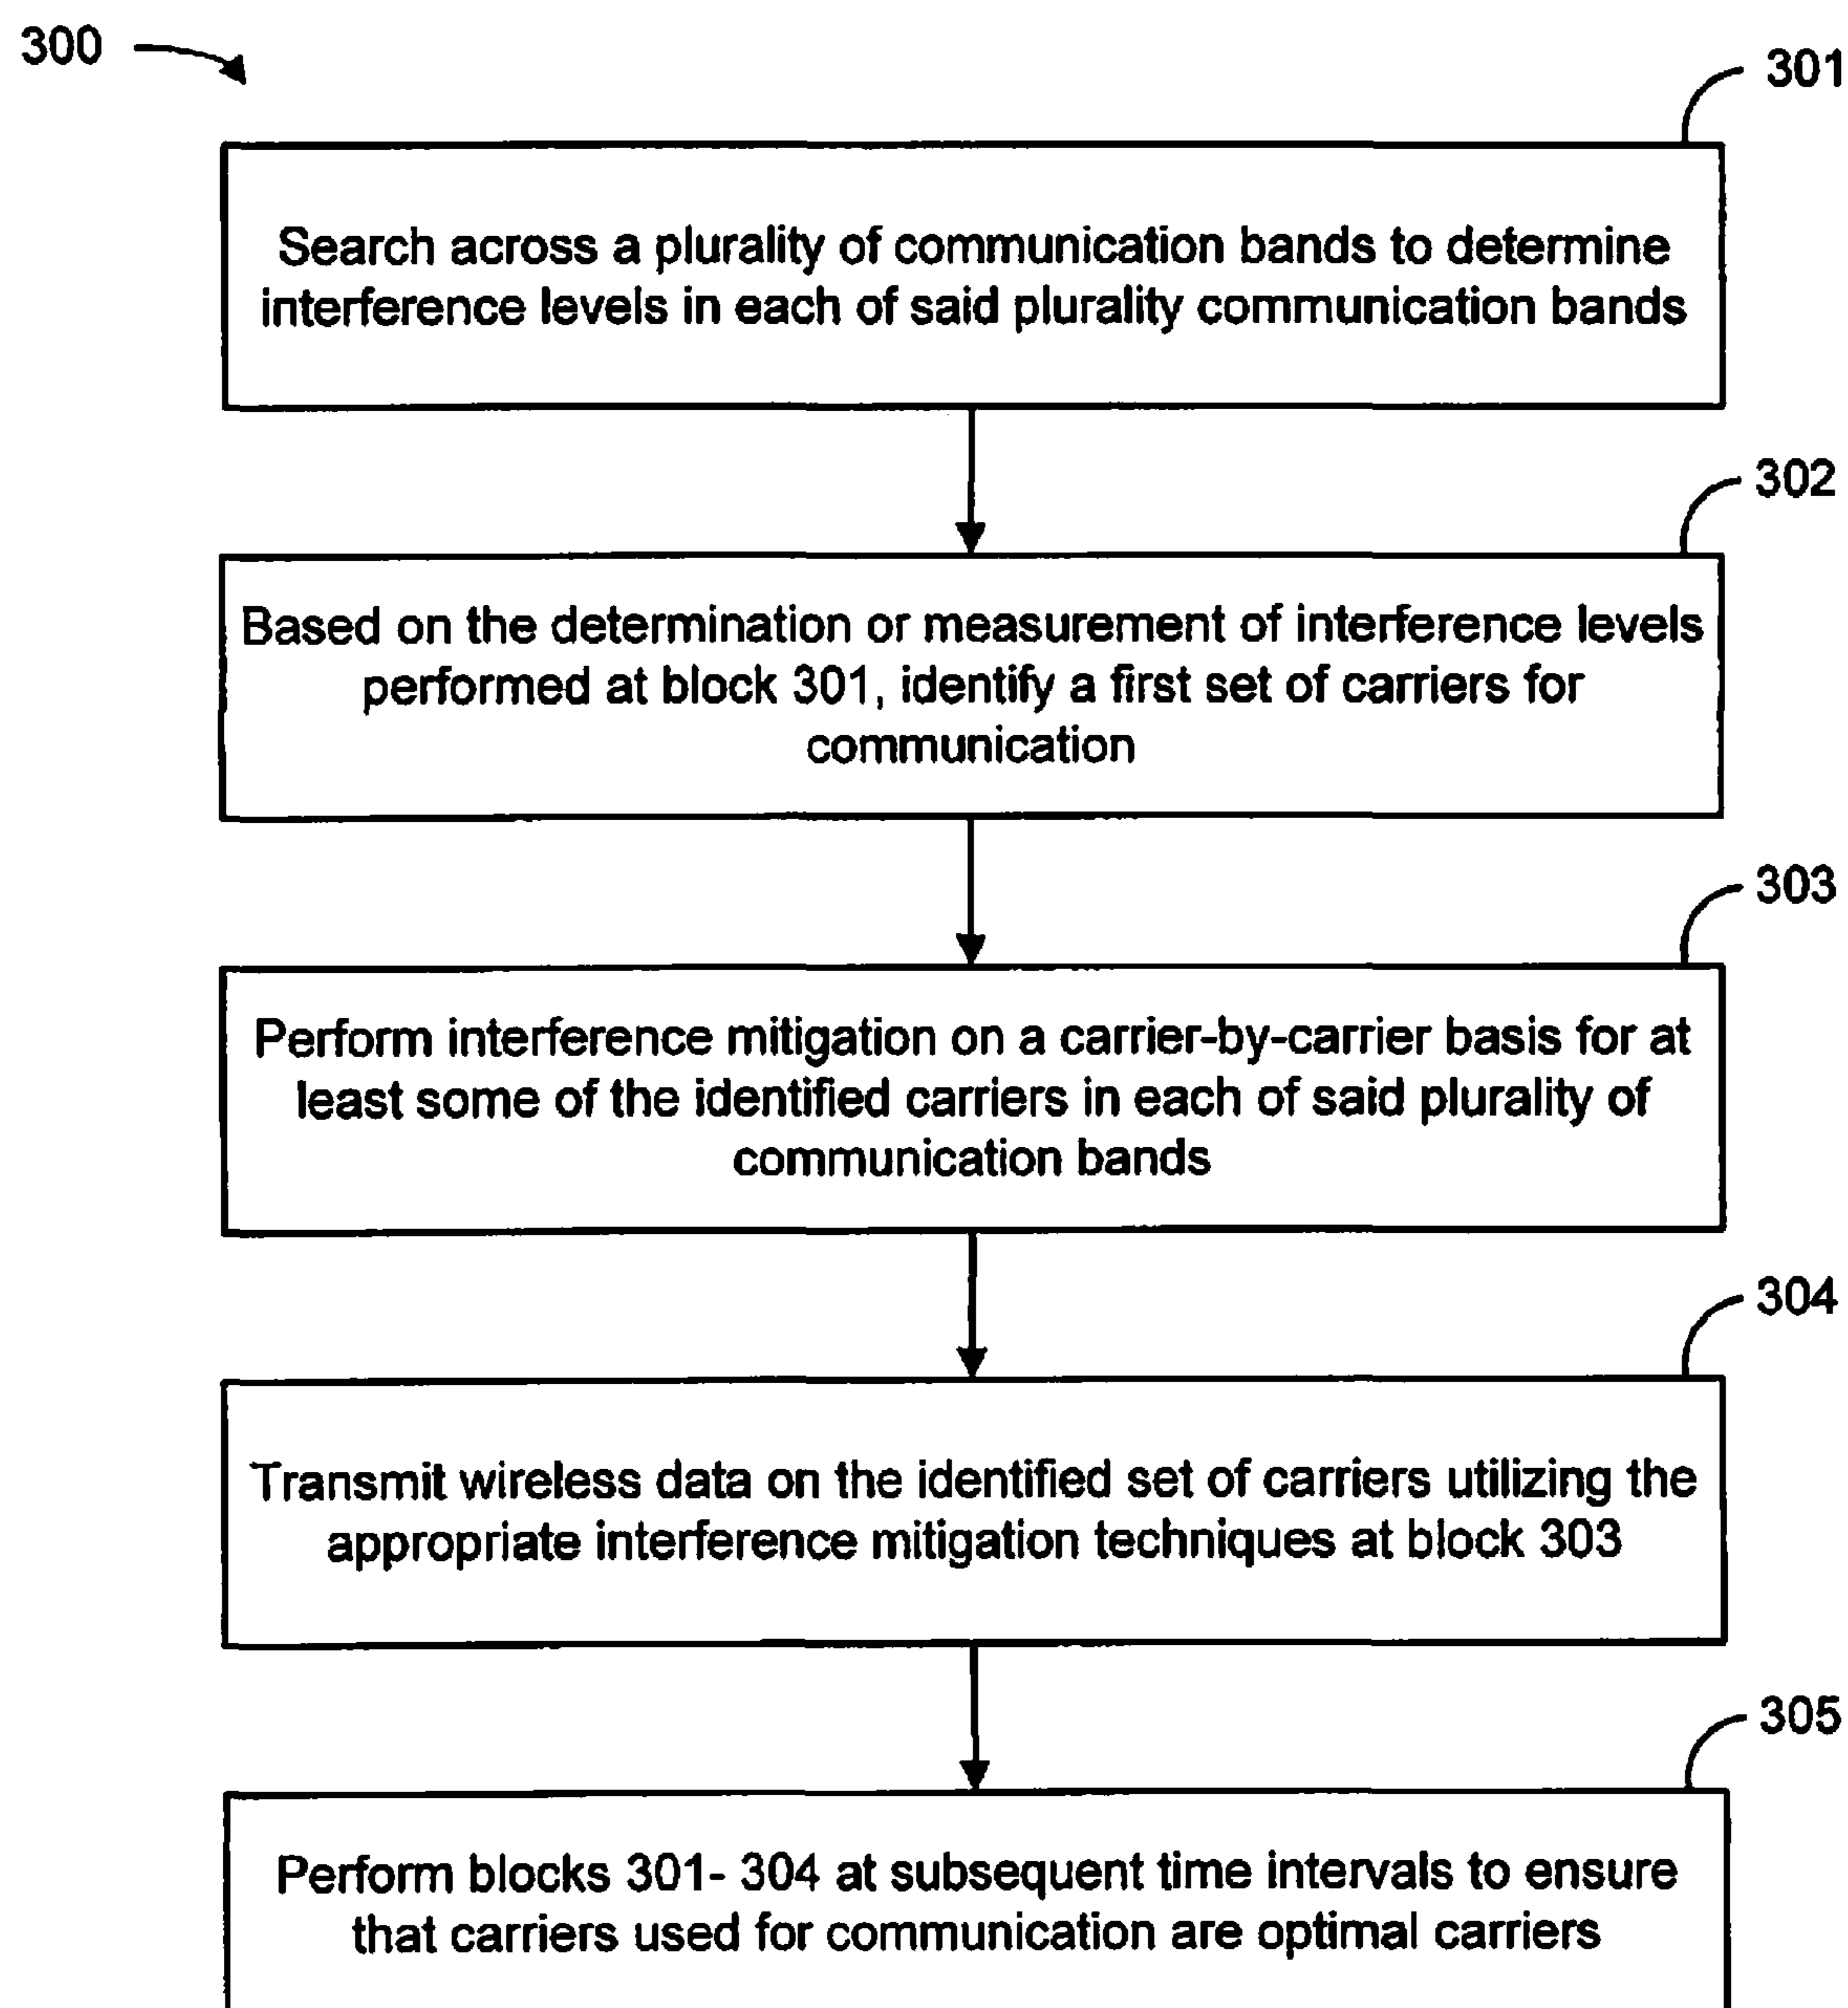 300
301
Search across a plurality of communication bands to determine
interference levels in each of said plurality communication bands
302
Based on the determination or measurement of interference levels
performed at block 301, identify a first set of carriers for
communication
303
Perform interference mitigation on a carrier-by-carrier basis for at
least some of the identified carriers in each of said plurality of
communication bands
304
Transmit wireless data on the identified set of carriers utilizing the
appropriate interference mitigation techniques at block 303
305
Perform blocks 301- 304 at subsequent time intervals to ensure
that carriers used for communication are optimal carriers